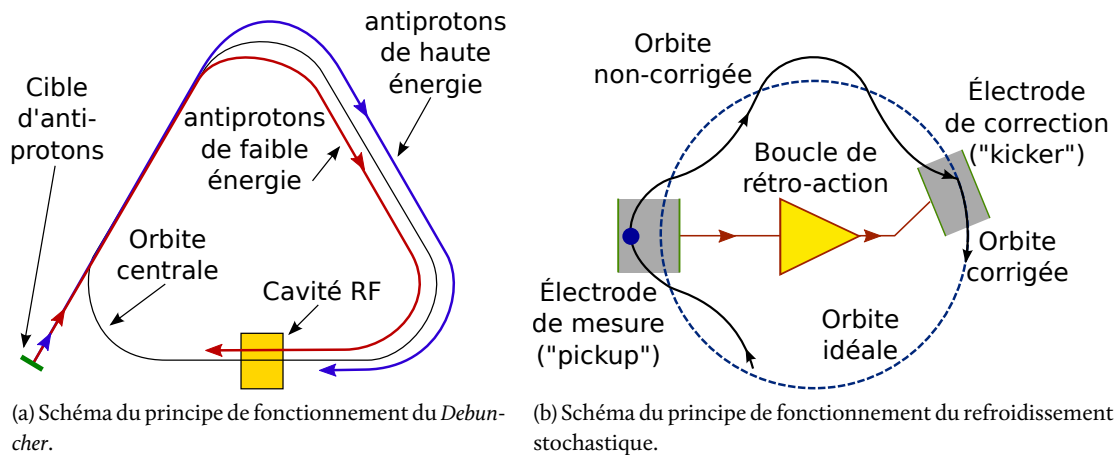 Cible
d'anti-
protons
antiprotons
de haute
énergie
antiprotons
de faible
énergie
Orbite
centrale
Cavité RF
(a) Schéma du principe de fonctionnement du Debun-
cher.
Orbite
non-corrigée
Électrode
de correction
("kicker")
Boucle de
rétro-action
Orbite
corrigée
Électrode
de mesure
("pickup")
Orbite
idéale
(b) Schéma du principe de fonctionnement du refroidissement
stochastique.